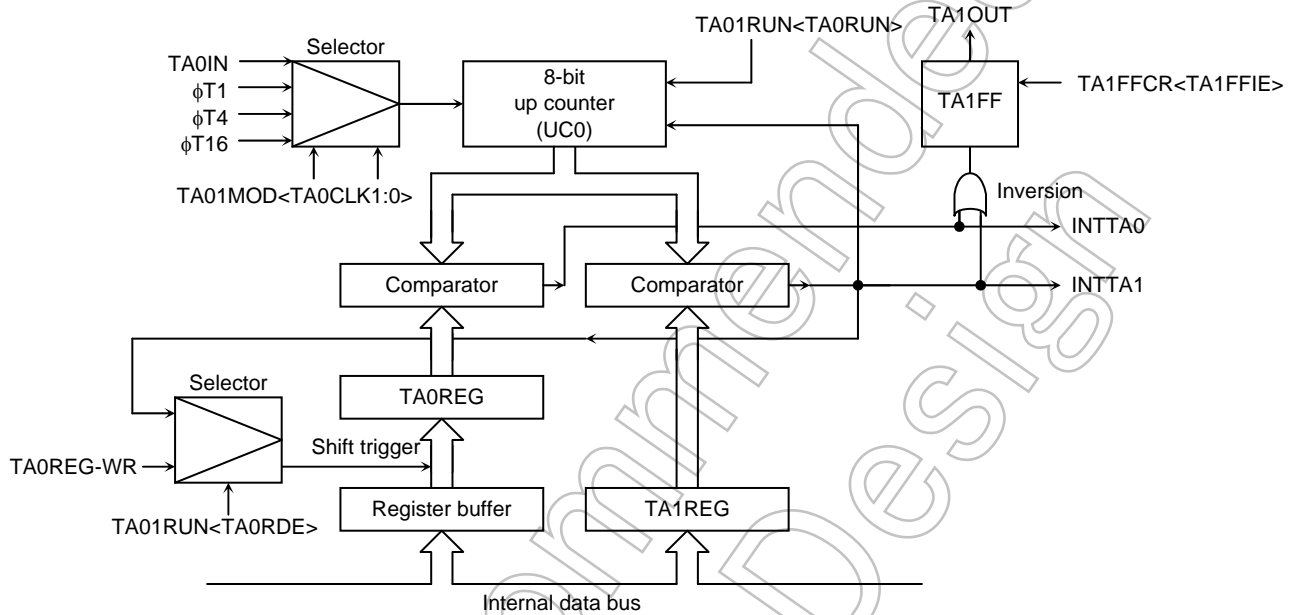 TA01RUN<TA0RUN>
TA1OUT
Selector
TA0IN
ϕT1
ϕT4
ϕT16
8-bit
up counter
(UC0)
TA1FF
TA1FFCR<TA1FFIE>
TA01MOD<TA0CLK1:0>
Inversion
INTTA0
Comparator
Comparator
INTTA1
Selector
TA0REG
Shift trigger
TA0REG-WR
Register buffer
TA1REG
TA01RUN<TA0RDE>
Internal data bus
ommended
Design